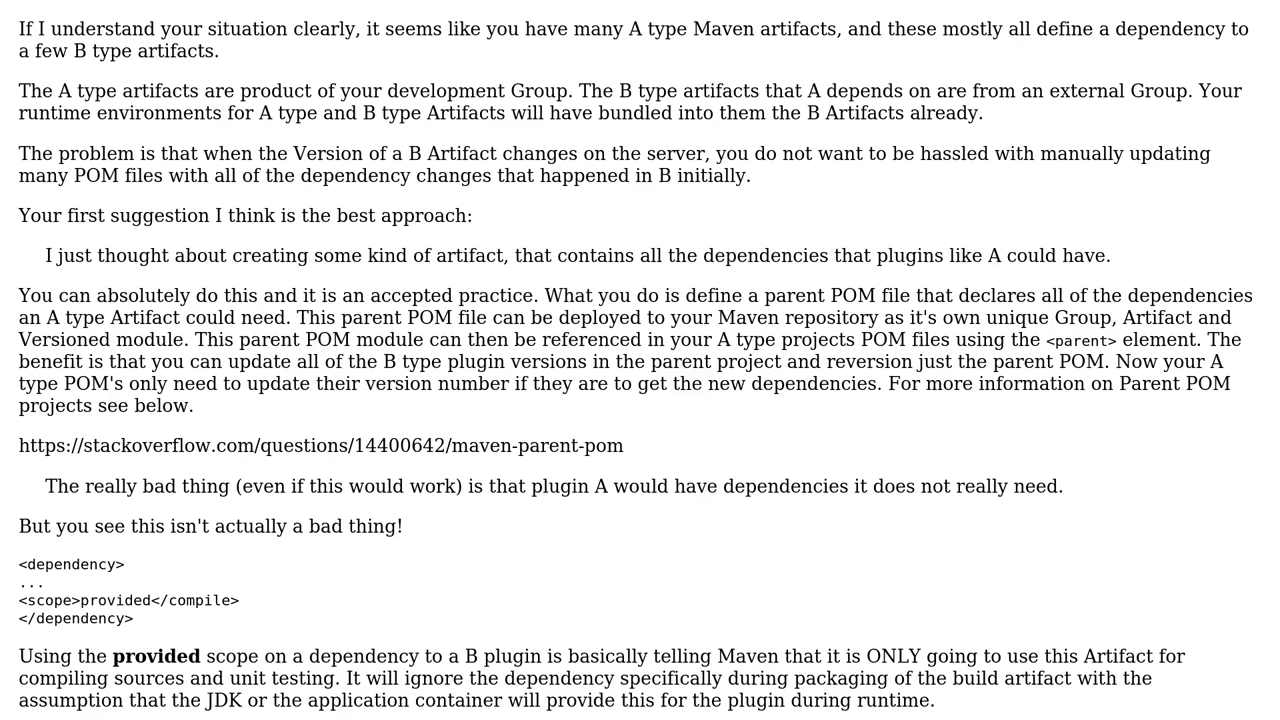 If I understand your situation clearly, it seems like you have many A type Maven artifacts, and these mostly all define a dependency to
a few B type artifacts.
The A type artifacts are product of your development Group. The B type artifacts that A depends on are from an external Group. Your
runtime environments for A type and B type Artifacts will have bundled into them the B Artifacts already.
The problem is that when the Version of a B Artifact changes on the server, you do not want to be hassled with manually updating
many POM files with all of the dependency changes that happened in B initially.
Your first suggestion I think is the best approach:
I just thought about creating some kind of artifact, that contains all the dependencies that plugins like A could have.
You can absolutely do this and it is an accepted practice. What you do is define a parent POM file that declares all of the dependencies
an A type Artifact could need. This parent POM file can be deployed to your Maven repository as it's own unique Group, Artifact and
Versioned module. This parent POM module can then be referenced in your A type projects POM files using the <parent> element. The
benefit is that you can update all of the B type plugin versions in the parent project and reversion just the parent POM. Now your A
type POM's only need to update their version number if they are to get the new dependencies. For more information on Parent POM
projects see below.
https://stackoverflow.com/questions/14400642/maven-parent-pom
The really bad thing (even if this would work) is that plugin A would have dependencies it does not really need.
But you see this isn't actually a bad thing!
<dependency>
...
<scope>provided</compile>
</dependency>
Using the provided scope on a dependency to a B plugin is basically telling Maven that it is ONLY going to use this Artifact for
compiling sources and unit testing. It will ignore the dependency specifically during packaging of the build artifact with the
assumption that the JDK or the application container will provide this for the plugin during runtime.